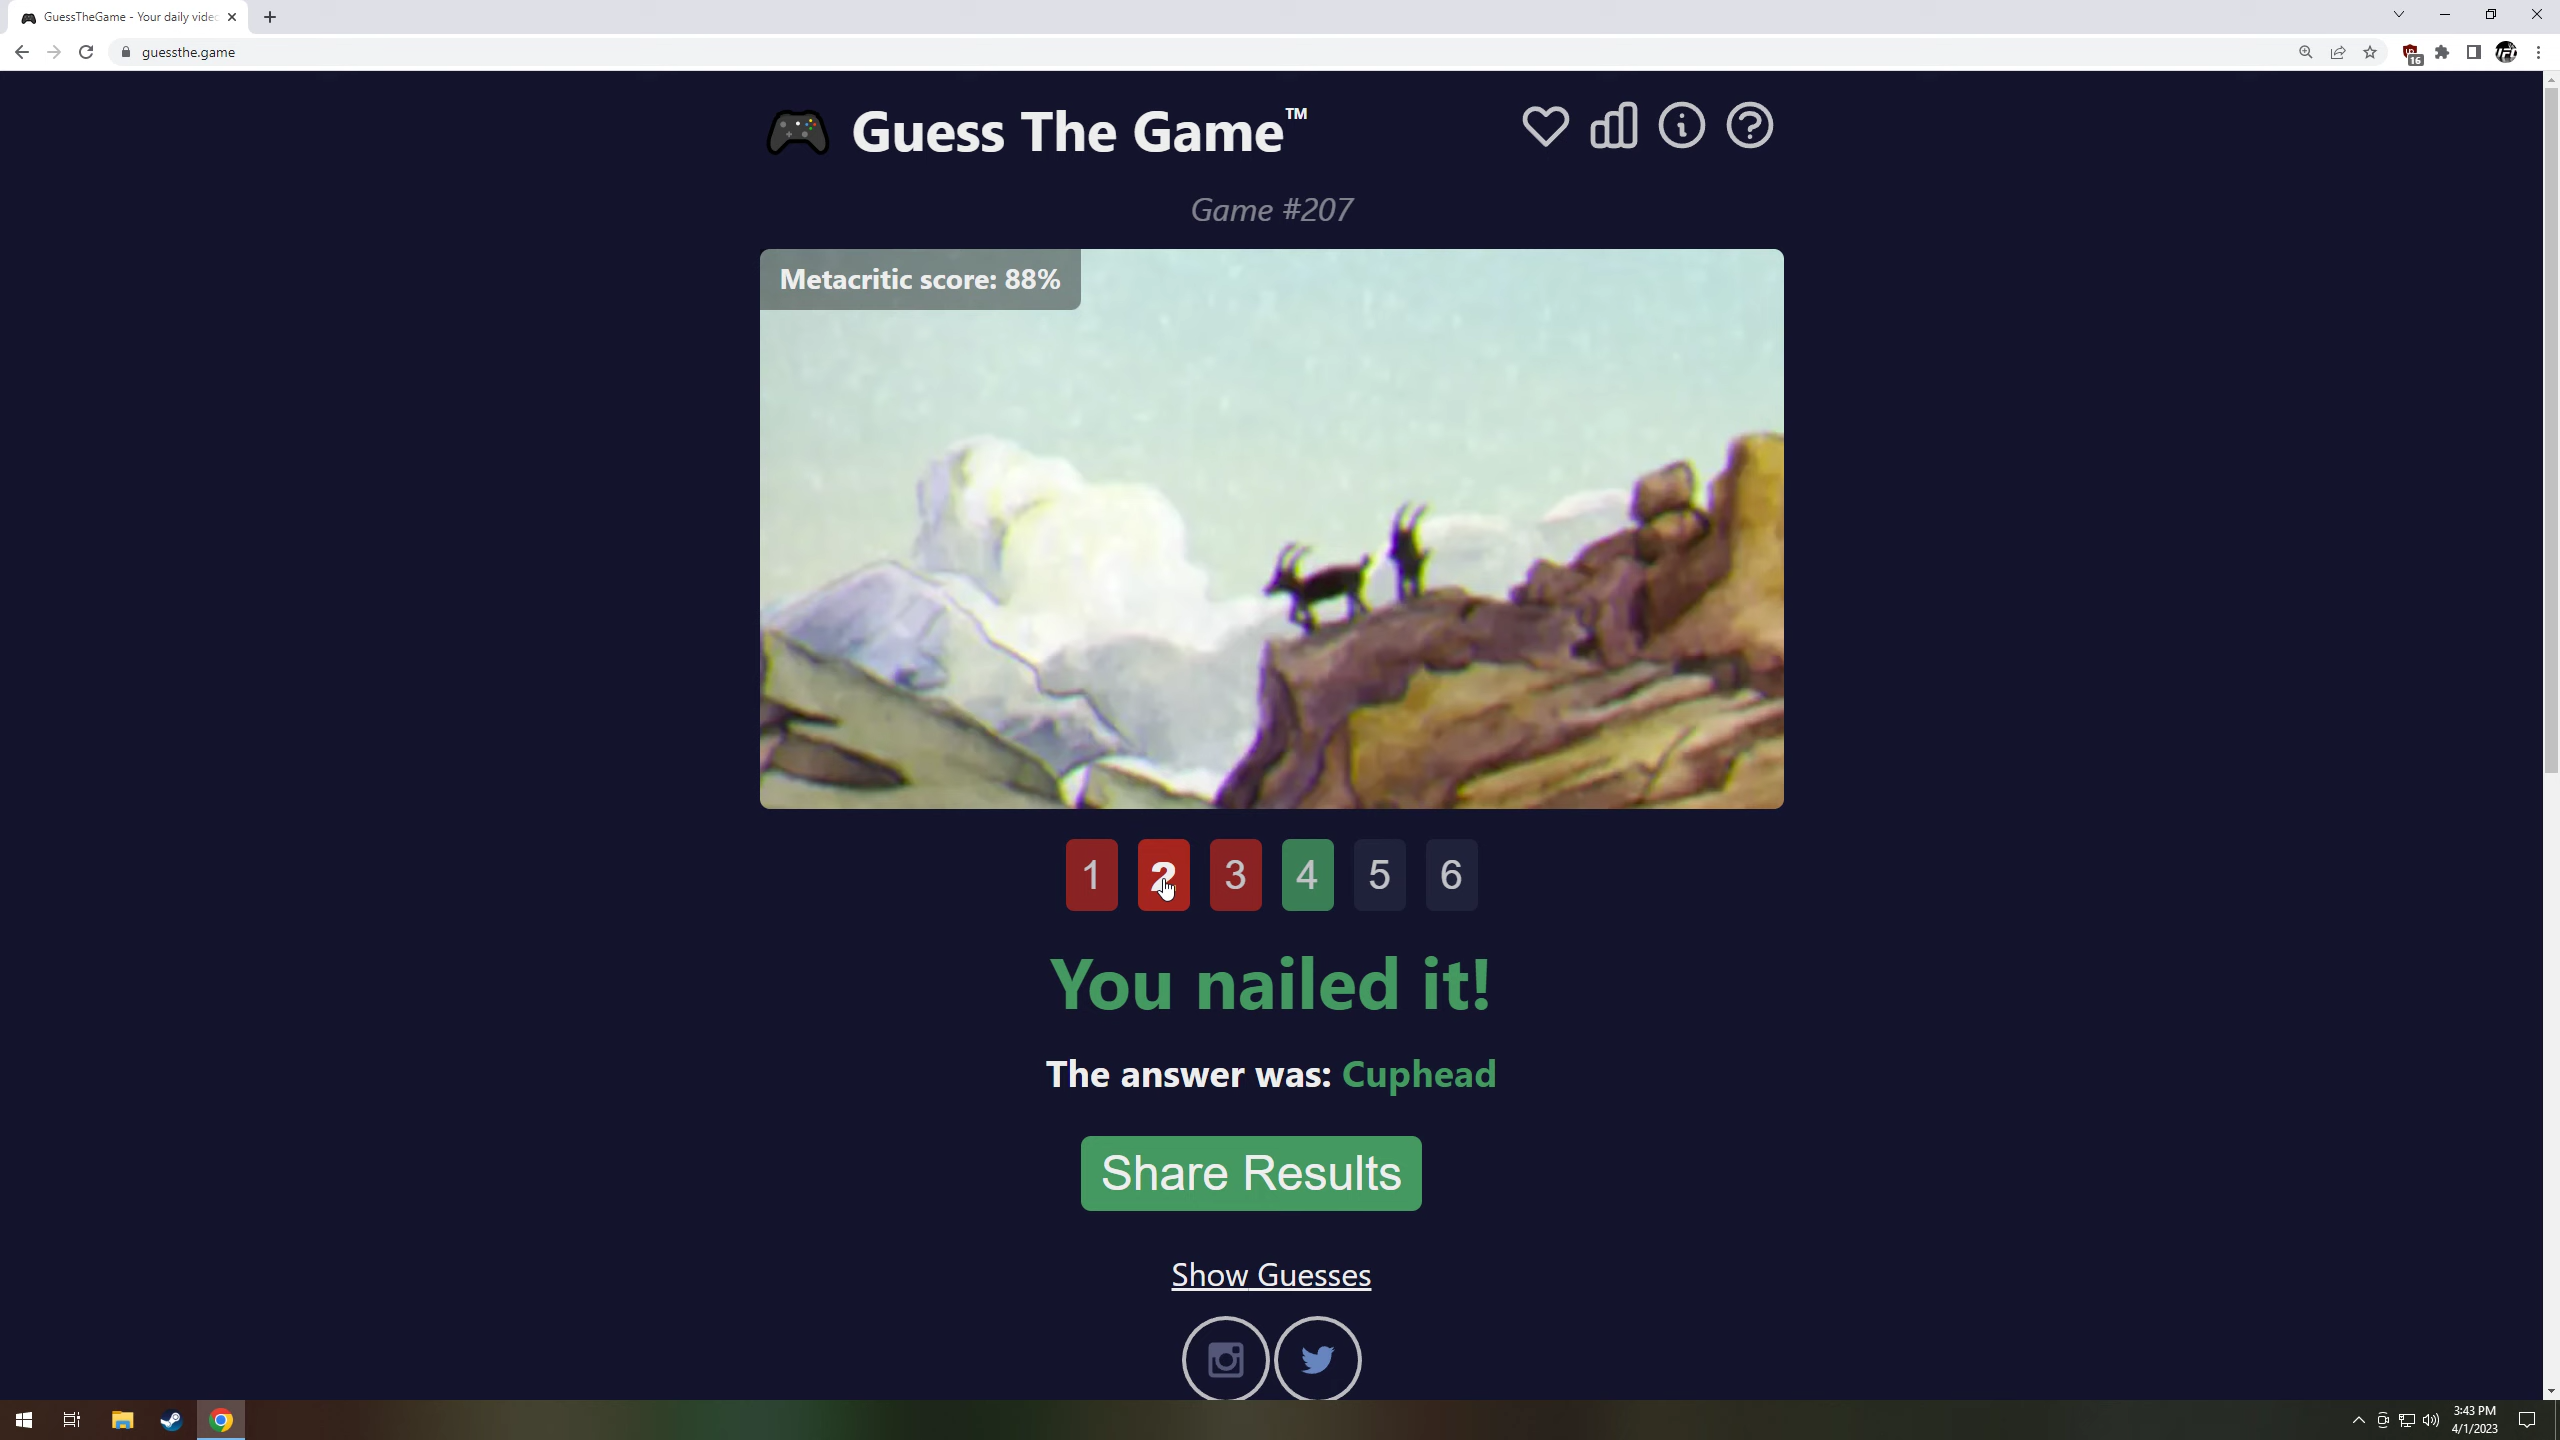 GuessTheGame - Your daily vide
guessthe.game
16
Guess The Game™
Game #207
Metacritic score: 88%
1 2 3 4 5 6
You nailed it!
The answer was: Cuphead
Share Results
Show Guesses
3:43 PM
4/1/2023